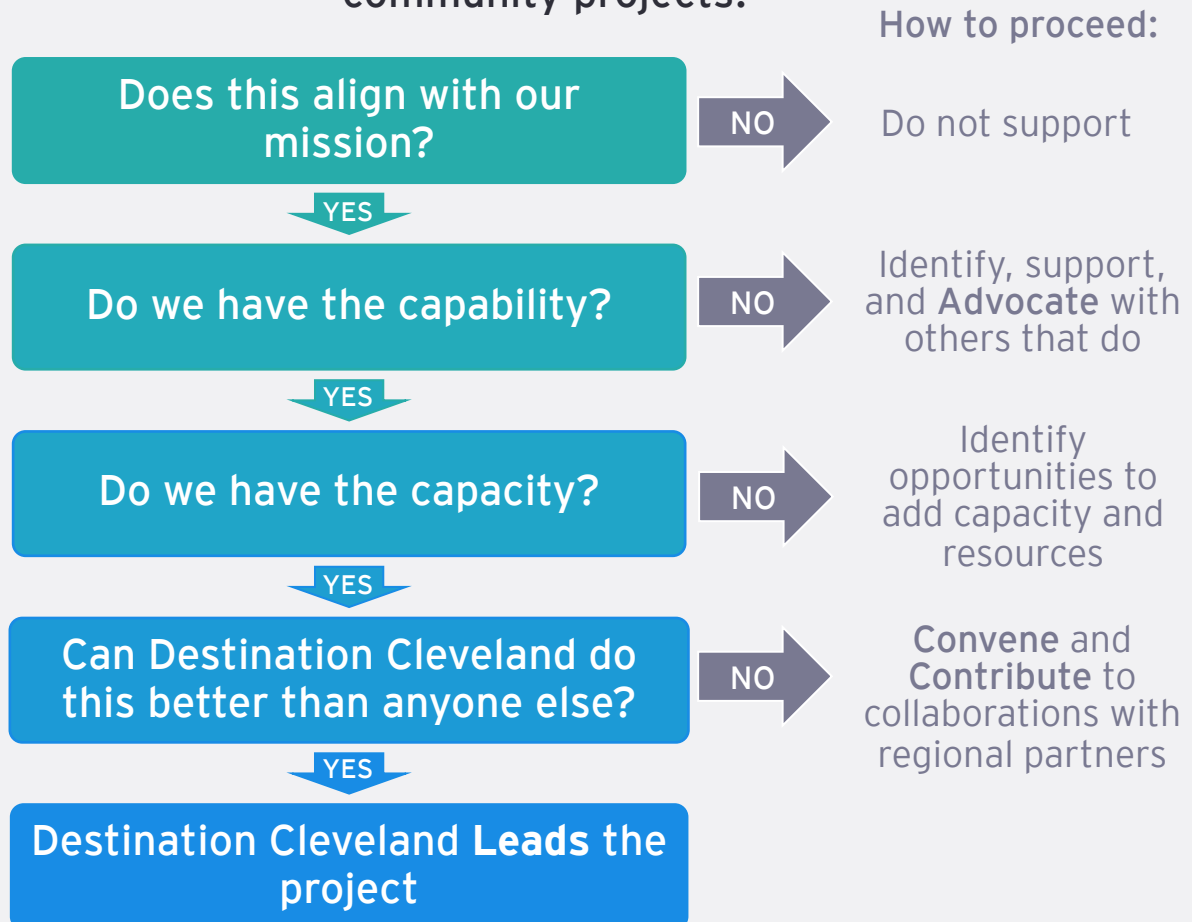 community projects:
How to proceed:
Does this align with our
mission?
NO
Do not support
YES
Do we have the capability?
NO
Identify, support,
and Advocate with
others that do
YES
Do we have the capacity?
NO
Identify
opportunities to
add capacity and
resources
YES
Can Destination Cleveland do
this better than anyone else?
NO
Convene and
Contribute to
collaborations with
regional partners
YES
Destination Cleveland Leads the
project